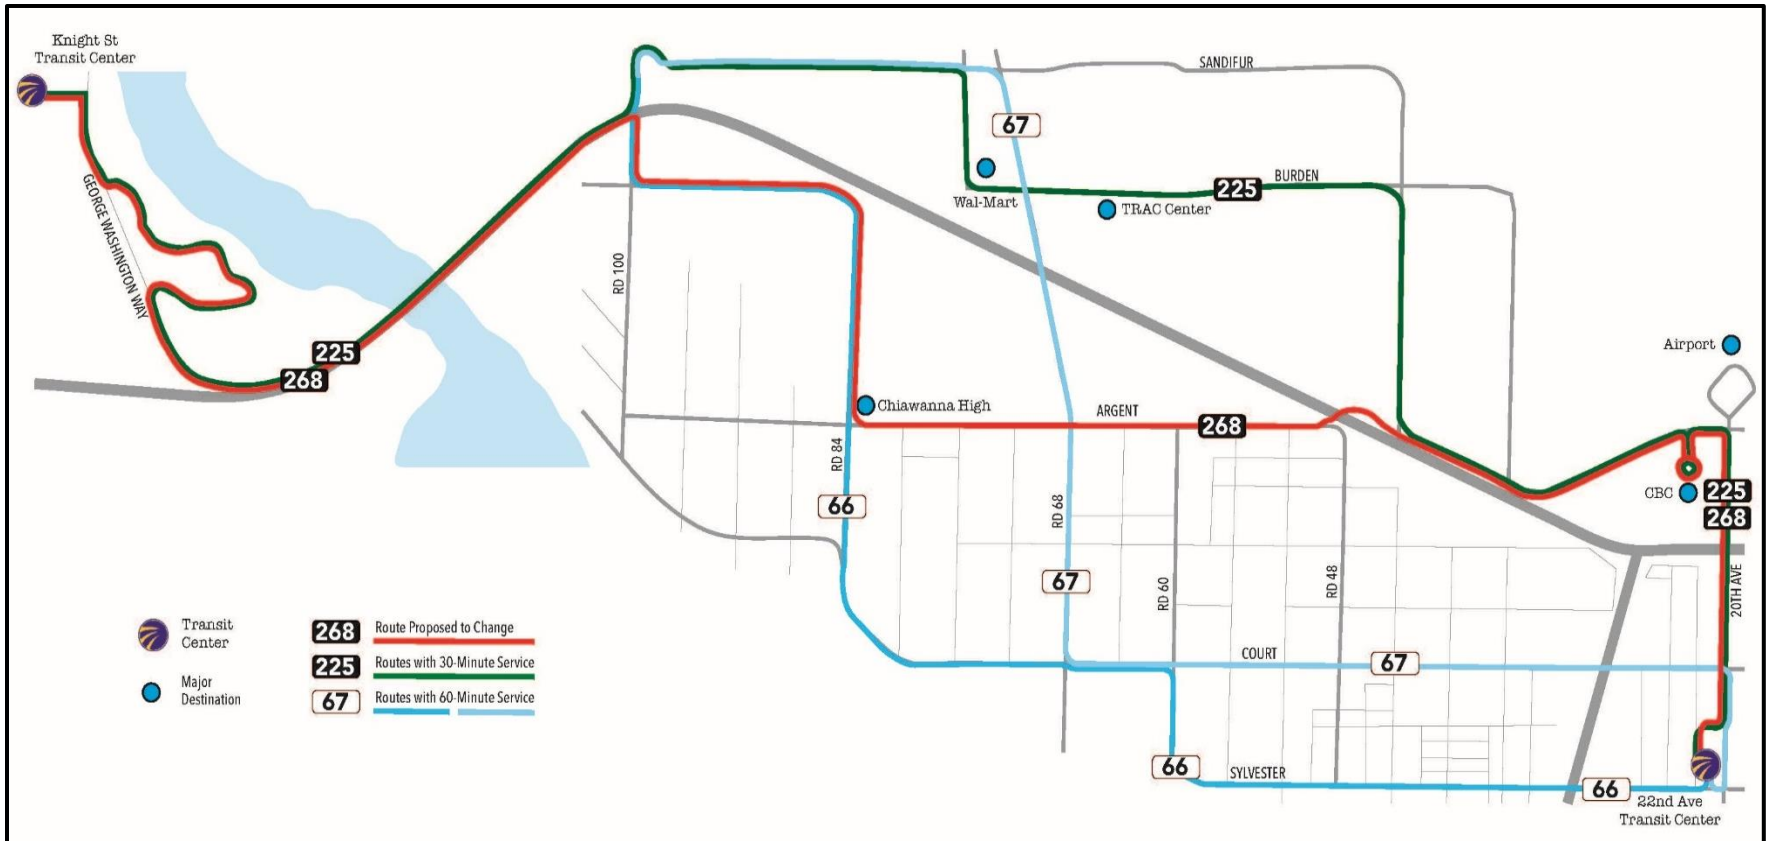 Knight St
Transit Center
SANDIFUR
67
GEORGE WASHINGTON WAY
BURDEN
225
Wal-Mart
TRAC Center
RD 100
225
268
Airport
Chiawanna High
ARGENT
268
RD 84
66
RD 68
CBC
225
268
67
RD 60
RD 48
20TH AVE
Transit
Center
268
Route Proposed to Change
225
Routes with 30-Minute Service
Major
Destination
67
Routes with 60-Minute Service
COURT
67
66
SYLVESTER
66
22nd Ave
Transit Center